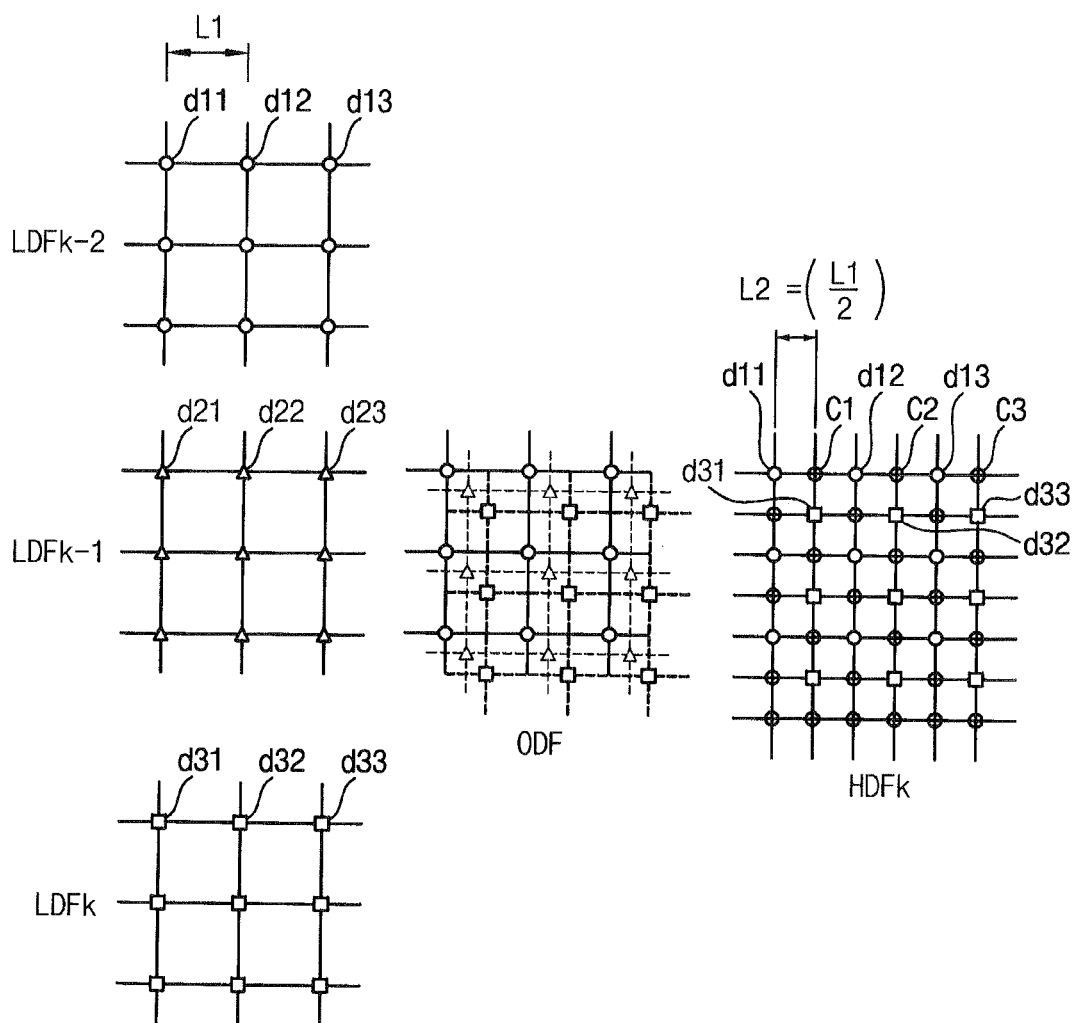 L1
d11 d12 d13
LDFk-2
L2 = ( L1 / 2 )
d11 d12 d13
C1 C2 C3
d21 d22 d23
d31 d33
d32
LDFk-1
ODF
HDFk
d31 d32 d33
LDFk